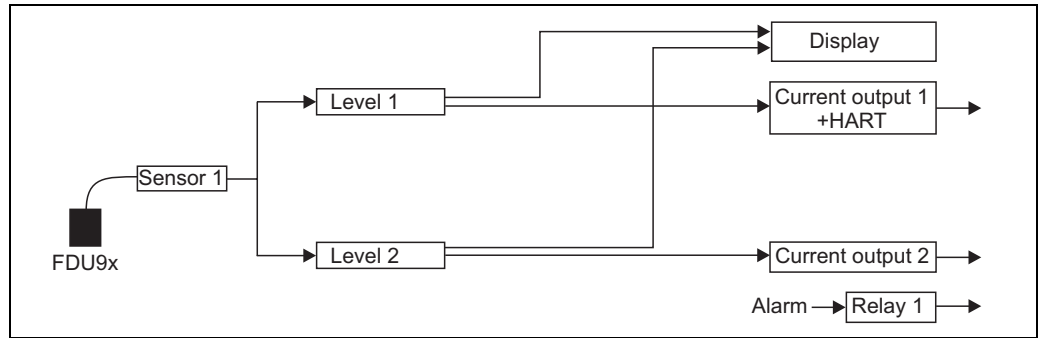 Display
Level 1
Current output 1
+HART
Sensor 1
FDU9x
Level 2
Current output 2
Alarm
Relay 1